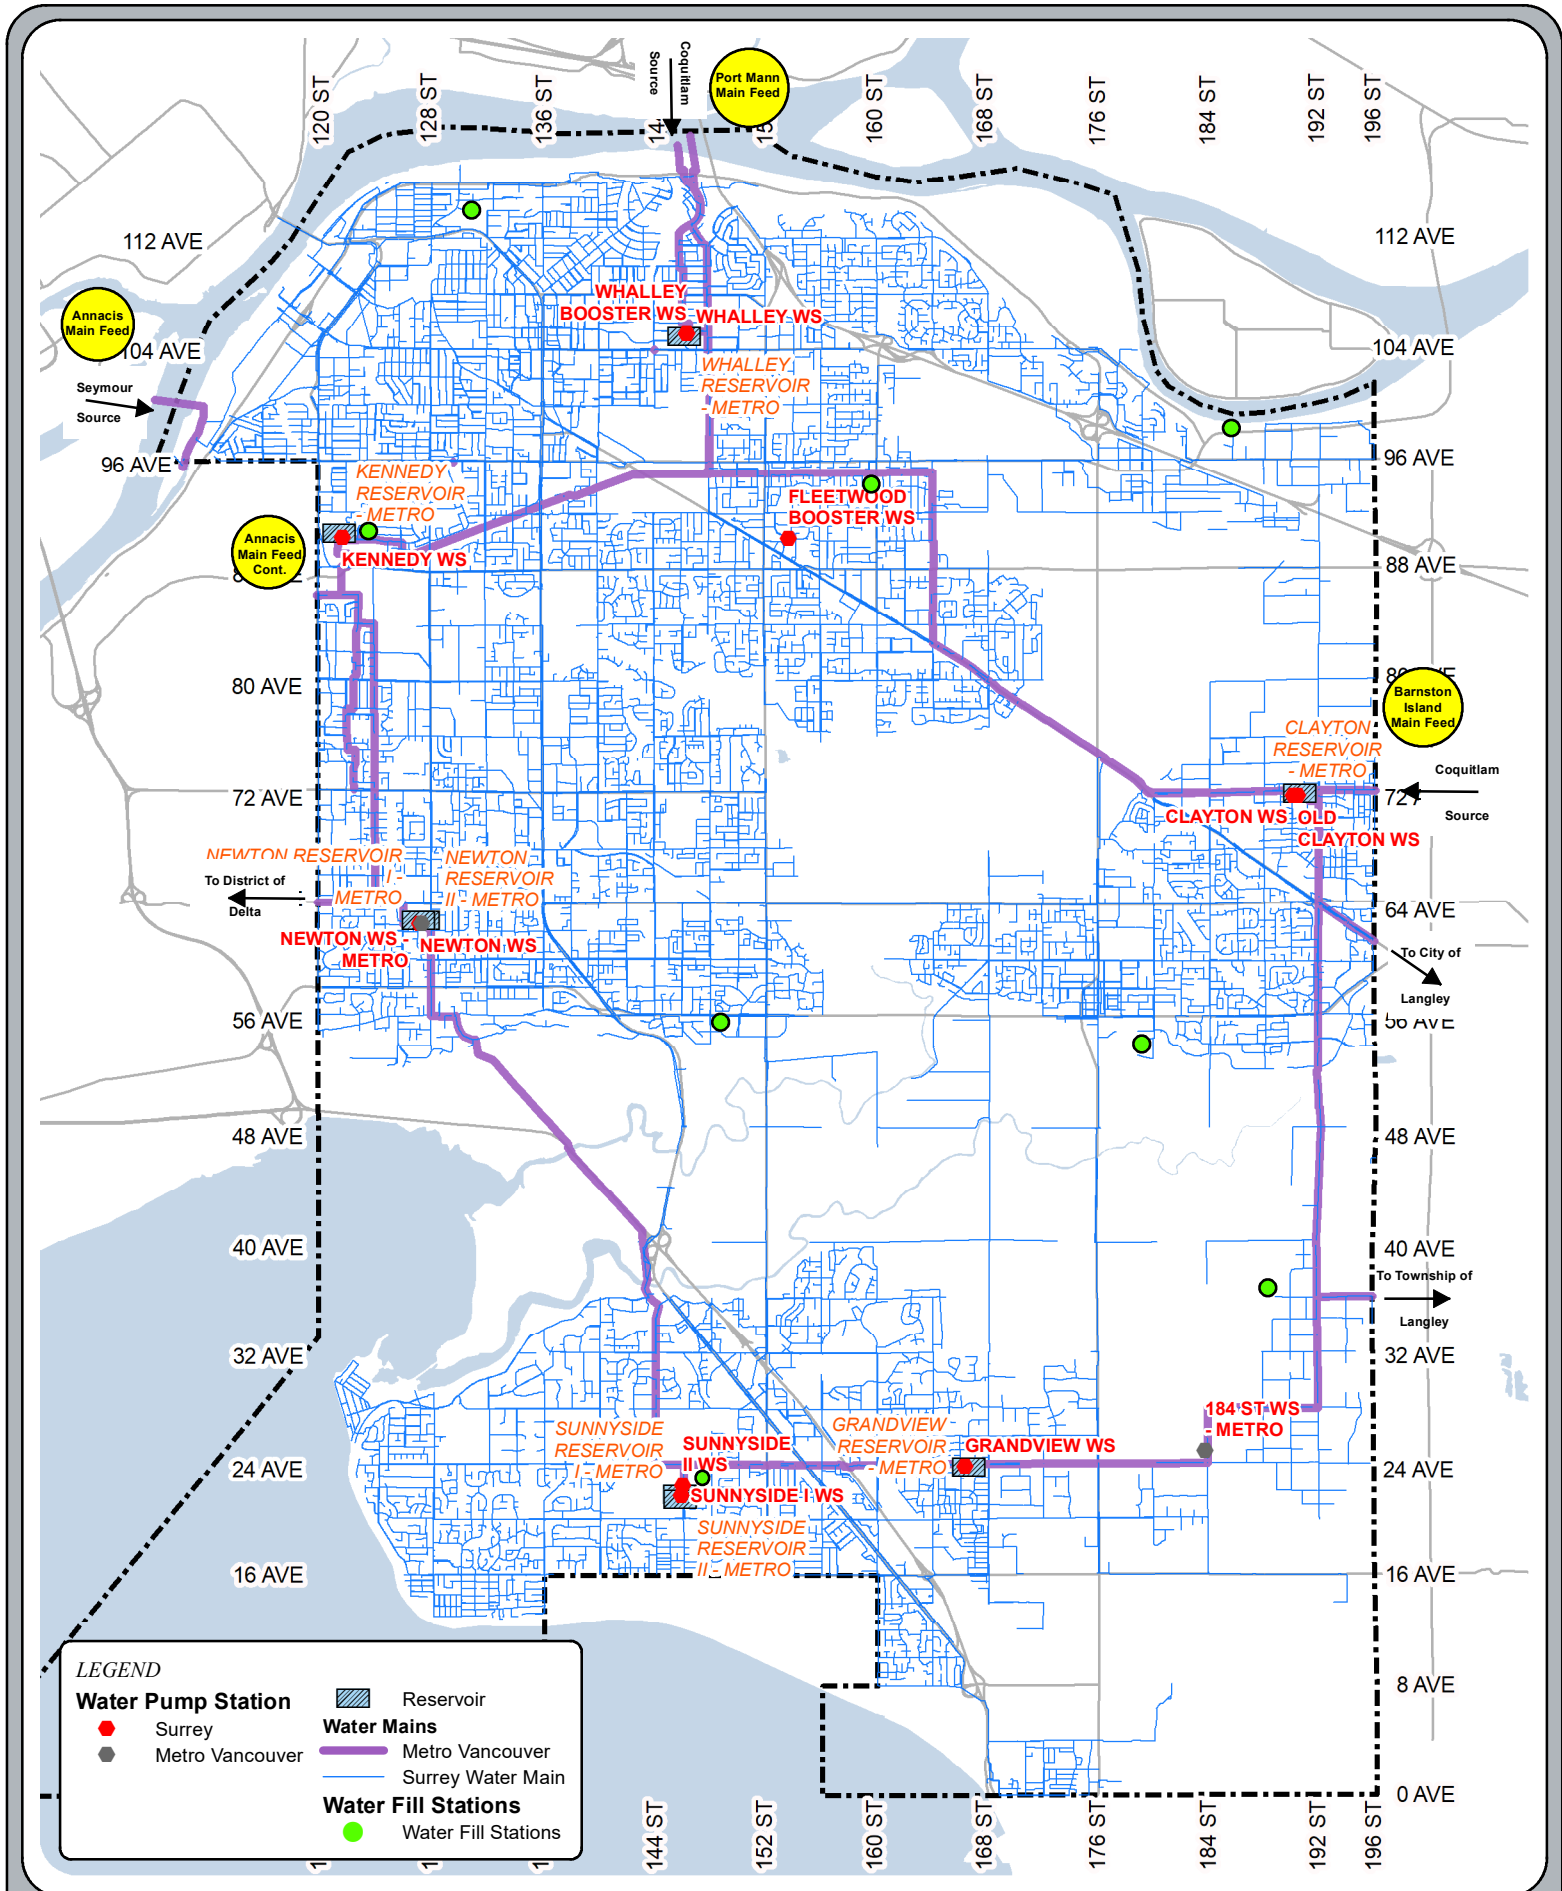 Coquitlam
Source
Port Mann
Main Feed
120 ST
128 ST
136 ST
160 ST
168 ST
176 ST
184 ST
192 ST
196 ST
112 AVE
112 AVE
Annacis
Main Feed
104 AVE
104 AVE
Seymour
Source
96 AVE
96 AVE
WHALLEY
BOOSTER WS
WHALLEY WS
WHALLEY
RESERVOIR
- METRO
KENNEDY
RESERVOIR
- METRO
KENNEDY WS
FLEETWOOD
BOOSTER WS
Annacis
Main Feed
Cont.
88 AVE
80 AVE
Barnston
Island
Main Feed
CLAYTON
RESERVOIR
- METRO
Coquitlam
Source
72 AVE
72
CLAYTON WS
OLD
CLAYTON WS
NEWTON RESERVOIR
I -
METRO
NEWTON
RESERVOIR
II - METRO
To District of
Delta
64 AVE
NEWTON WS -
METRO
NEWTON WS
To City of
Langley
56 AVE
56 AVE
48 AVE
48 AVE
40 AVE
40 AVE
To Township of
Langley
32 AVE
32 AVE
184 ST WS
- METRO
SUNNYSIDE
RESERVOIR
I - METRO
SUNNYSIDE
II WS
SUNNYSIDE I WS
GRANDVIEW
RESERVOIR
- METRO
GRANDVIEW WS
24 AVE
24 AVE
SUNNYSIDE
RESERVOIR
II - METRO
16 AVE
16 AVE
8 AVE
0 AVE
LEGEND
Water Pump Station
Surrey
Metro Vancouver
Reservoir
Water Mains
Metro Vancouver
Surrey Water Main
Water Fill Stations
Water Fill Stations
144 ST
152 ST
160 ST
168 ST
176 ST
184 ST
192 ST
196 ST